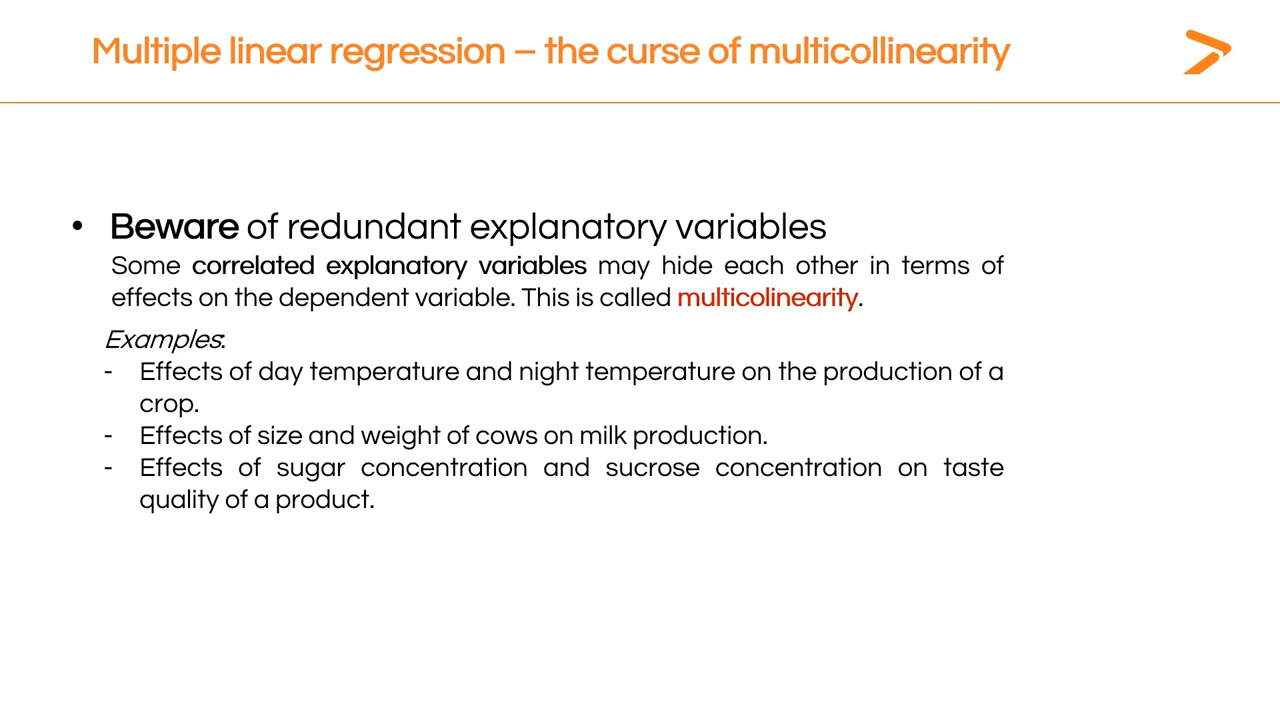 Multiple linear regression – the curse of multicollinearity
• Beware of redundant explanatory variables
Some correlated explanatory variables may hide each other in terms of
effects on the dependent variable. This is called multicolinearity.
Examples:
- Effects of day temperature and night temperature on the production of a
crop.
- Effects of size and weight of cows on milk production.
- Effects of sugar concentration and sucrose concentration on taste
quality of a product.